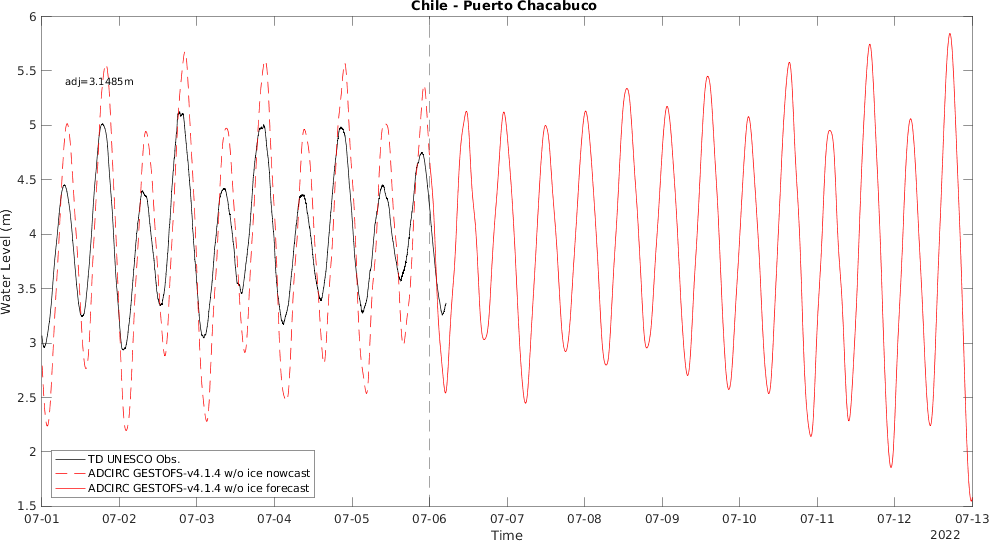 Chile - Puerto Chacabuco
6
5.5
5
4.5
4
3.5
3
2.5
2
1.5
Water Level (m)
adj=3.1485m
TD UNESCO Obs.
ADCIRC GESTOFS-v4.1.4 w/o ice nowcast
ADCIRC GESTOFS-v4.1.4 w/o ice forecast
07-01 07-02 07-03 07-04 07-05 07-06 07-07 07-08 07-09 07-10 07-11 07-12 07-13
Time
2022